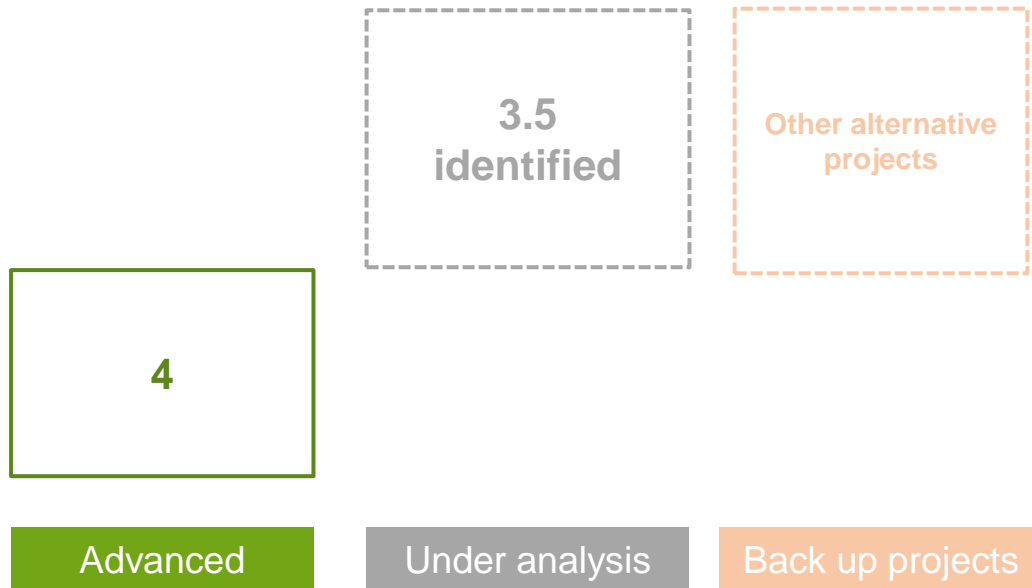 3.5
identified
Other alternative
projects
4
Advanced
Under analysis
Back up projects